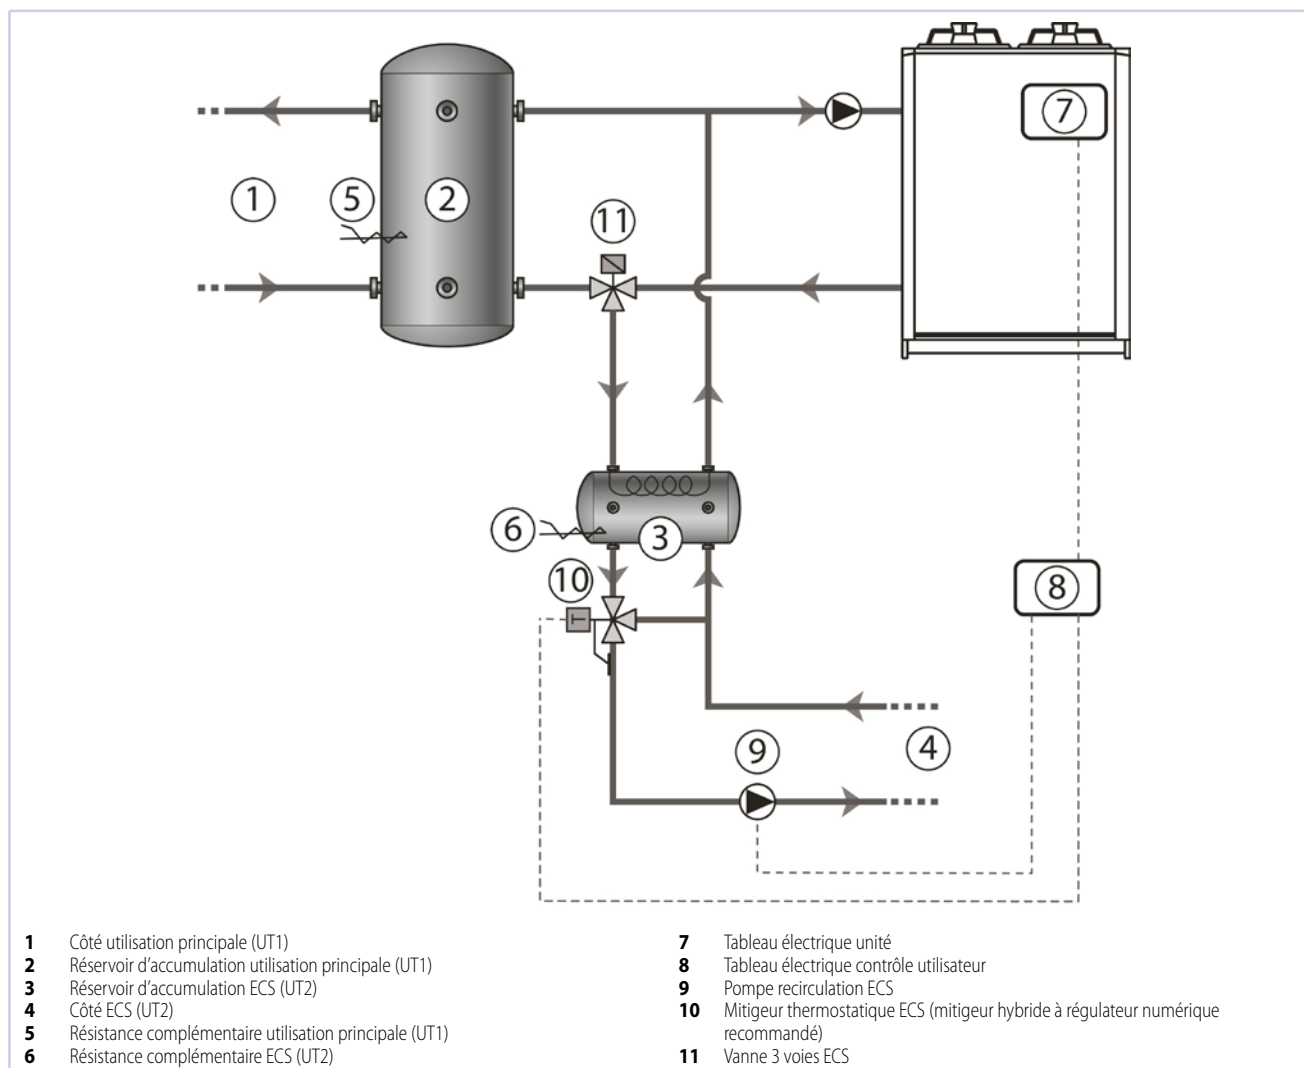 7
1
5
2
11
6
3
10
T
8
9
4
1 Côté utilisation principale (UT1)
2 Réservoir d’accumulation utilisation principale (UT1)
3 Réservoir d’accumulation ECS (UT2)
4 Côté ECS (UT2)
5 Résistance complémentaire utilisation principale (UT1)
6 Résistance complémentaire ECS (UT2)
7 Tableau électrique unité
8 Tableau électrique contrôle utilisateur
9 Pompe recirculation ECS
10 Mitigeur thermostatique ECS (mitigeur hybride à régulateur numérique
recommandé)
11 Vanne 3 voies ECS